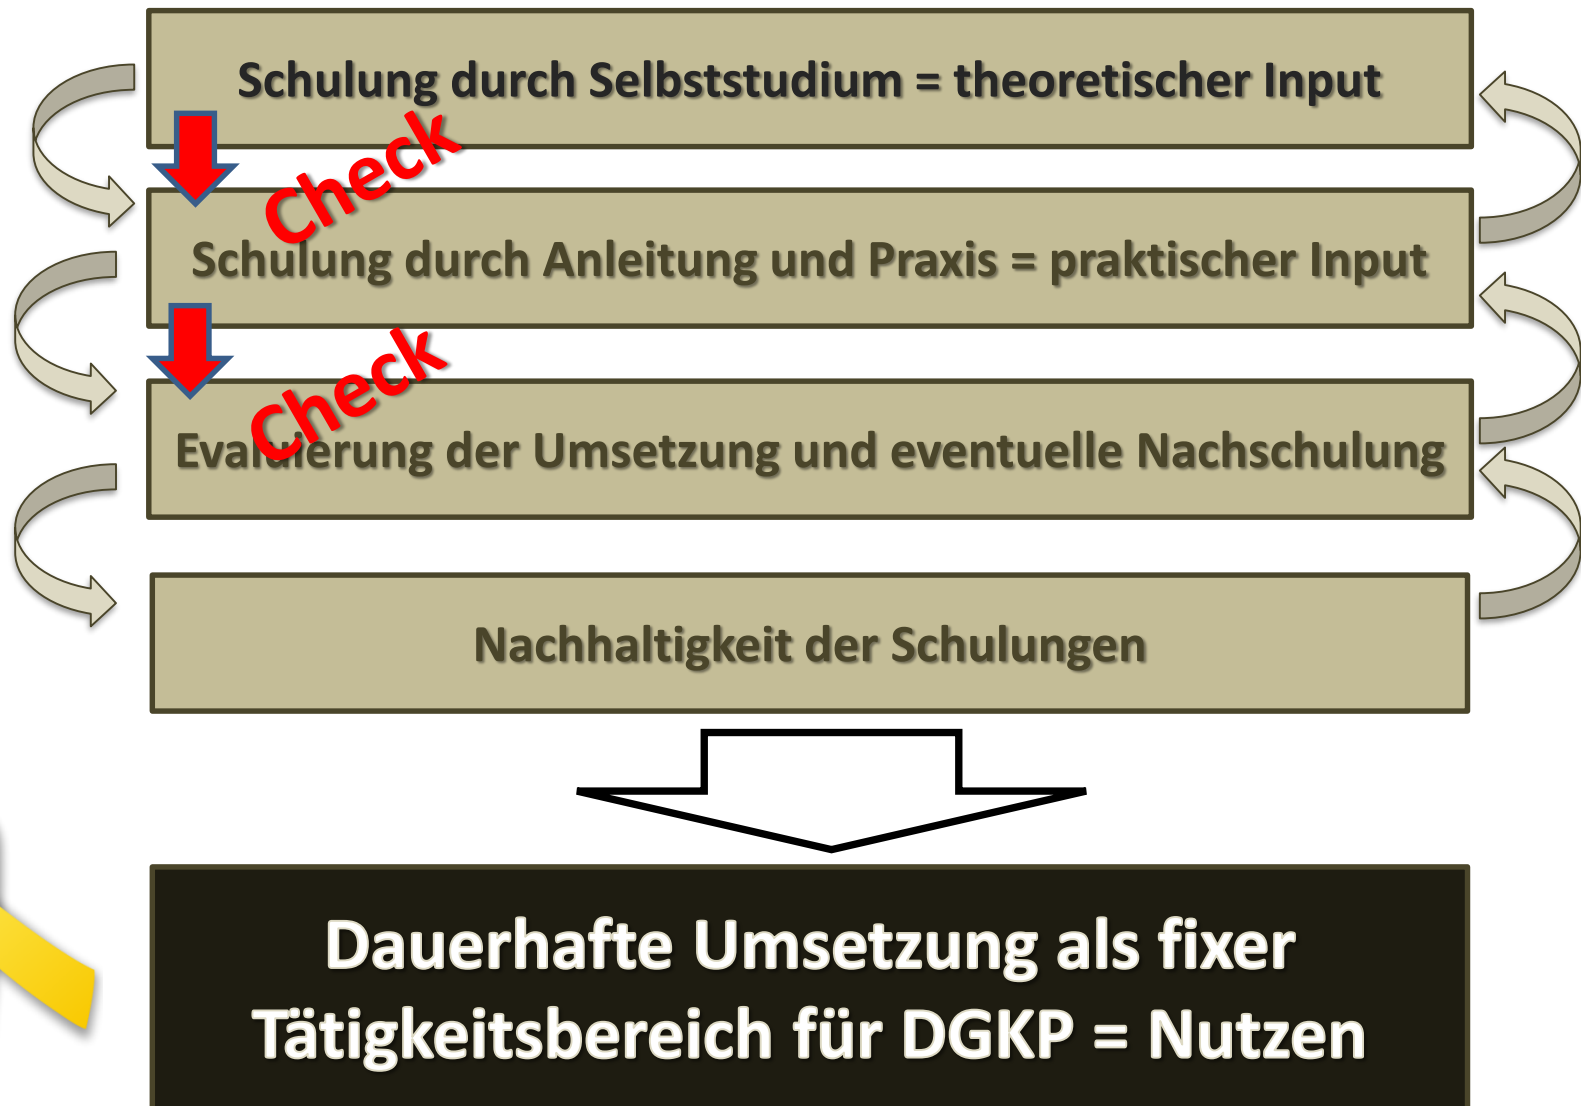 Schulung durch Selbststudium = theoretischer Input
Check
Schulung durch Anleitung und Praxis = praktischer Input
Check
Evaluierung der Umsetzung und eventuelle Nachschulung
Nachhaltigkeit der Schulungen
Dauerhafte Umsetzung als fixer
Tätigkeitsbereich für DGKP = Nutzen